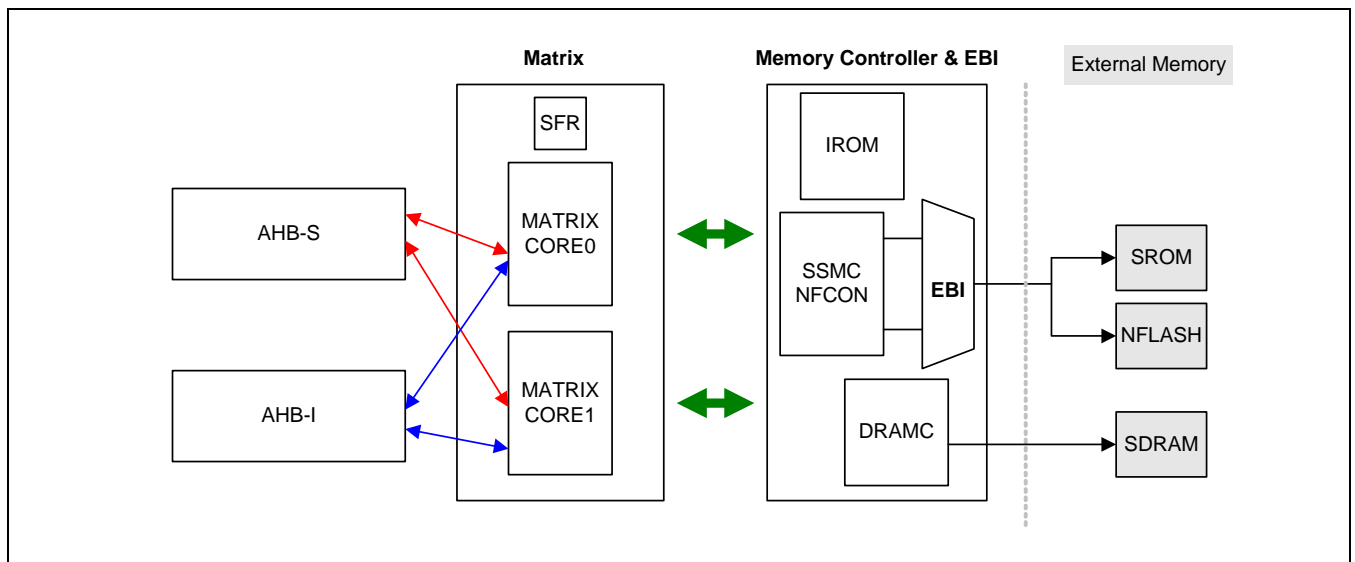 Matrix
Memory Controller & EBI
External Memory
SFR
IROM
AHB-S
MATRIX
CORE0
SSMC
NFCON
EBI
SROM
NFLASH
AHB-I
MATRIX
CORE1
DRAMC
SDRAM